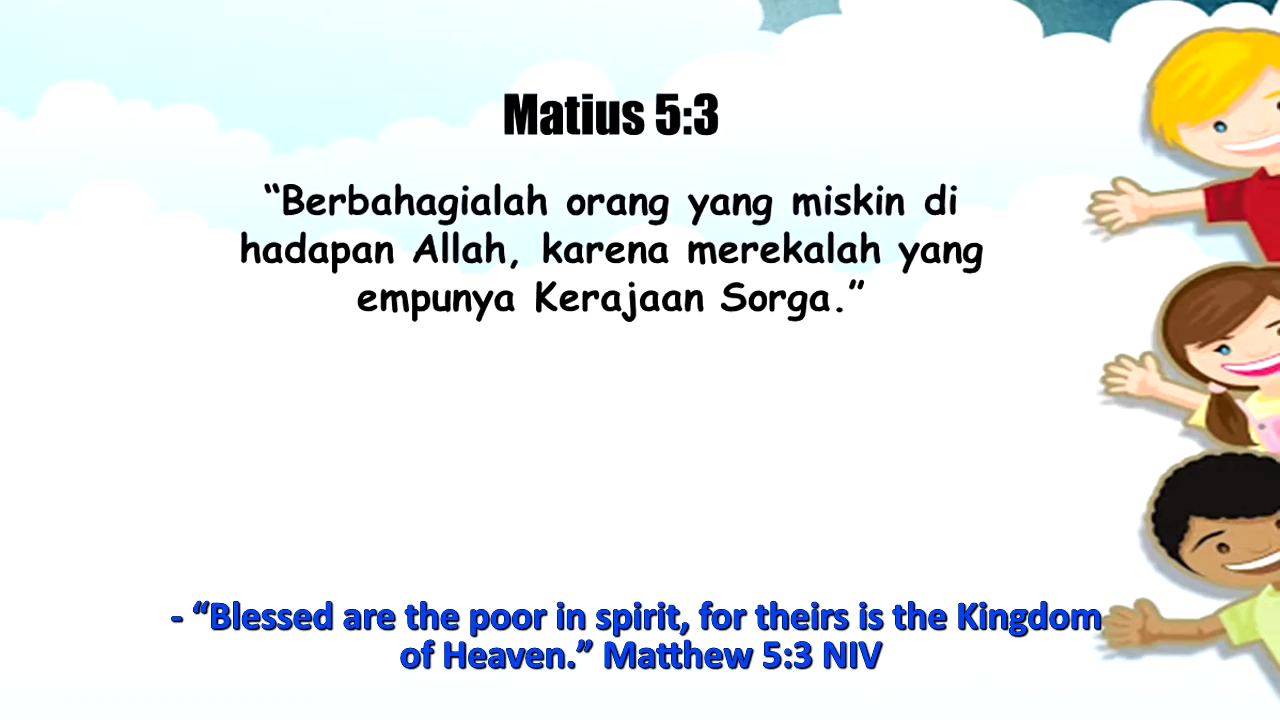 Matius 5:3
“Berbahagialah orang yang miskin di
hadapan Allah, karena merekalah yang
empunya Kerajaan Sorga.”
- “Blessed are the poor in spirit, for theirs is the Kingdom
of Heaven.” Matthew 5:3 NIV